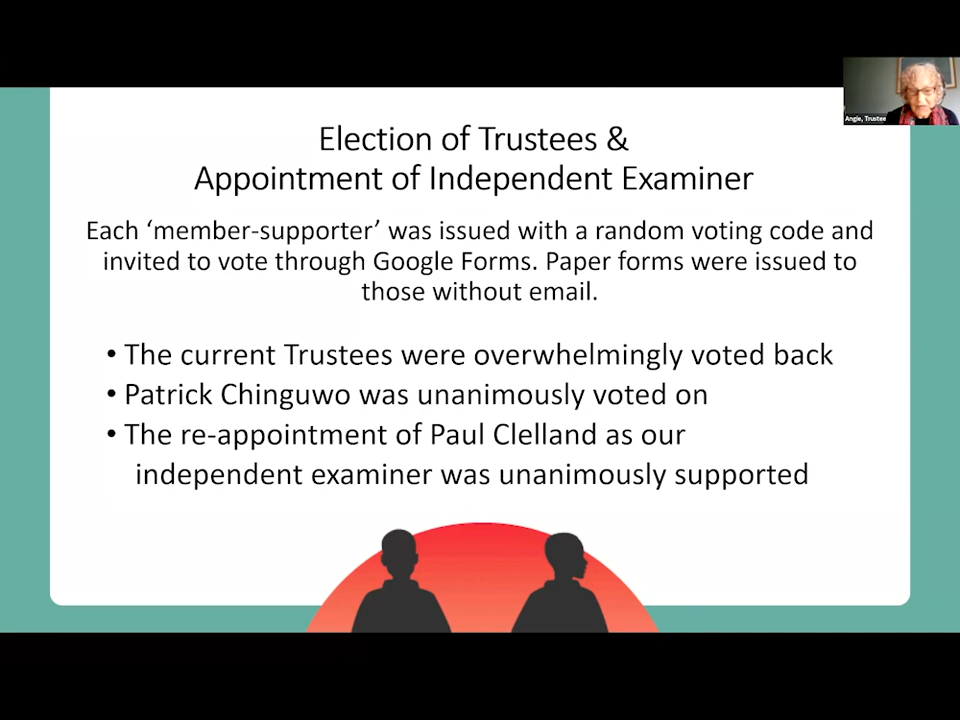 Angie, Trustee
Election of Trustees &
Appointment of Independent Examiner
Each ‘member-supporter’ was issued with a random voting code and
invited to vote through Google Forms. Paper forms were issued to
those without email.
• The current Trustees were overwhelmingly voted back
• Patrick Chinguwo was unanimously voted on
• The re-appointment of Paul Clelland as our
independent examiner was unanimously supported